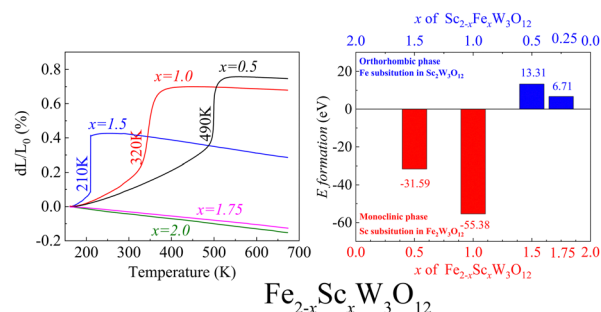 x of Sc2-xFexW3O12
2.0 1.5 1.0 0.5 0.25 0.0
Orthorhombic phase
Fe subsitution in Sc2W3O12
13.31
6.71
20
0
-20
-40
-60
E formation (eV)
-31.59
-55.38
Monoclinic phase
Sc subsitution in Fe2W3O12
0.0 0.5 1.0 1.5 1.75 2.0
x of Fe2-xScxW3O12
0.8
0.6
0.4
0.2
0.0
-0.2
dL/L0 (%)
x=0.5
x=1.0
x=1.5
210K
320K
490K
x=1.75
x=2.0
200 300 400 500 600 700
Temperature (K)
Fe2-xScxW3O12